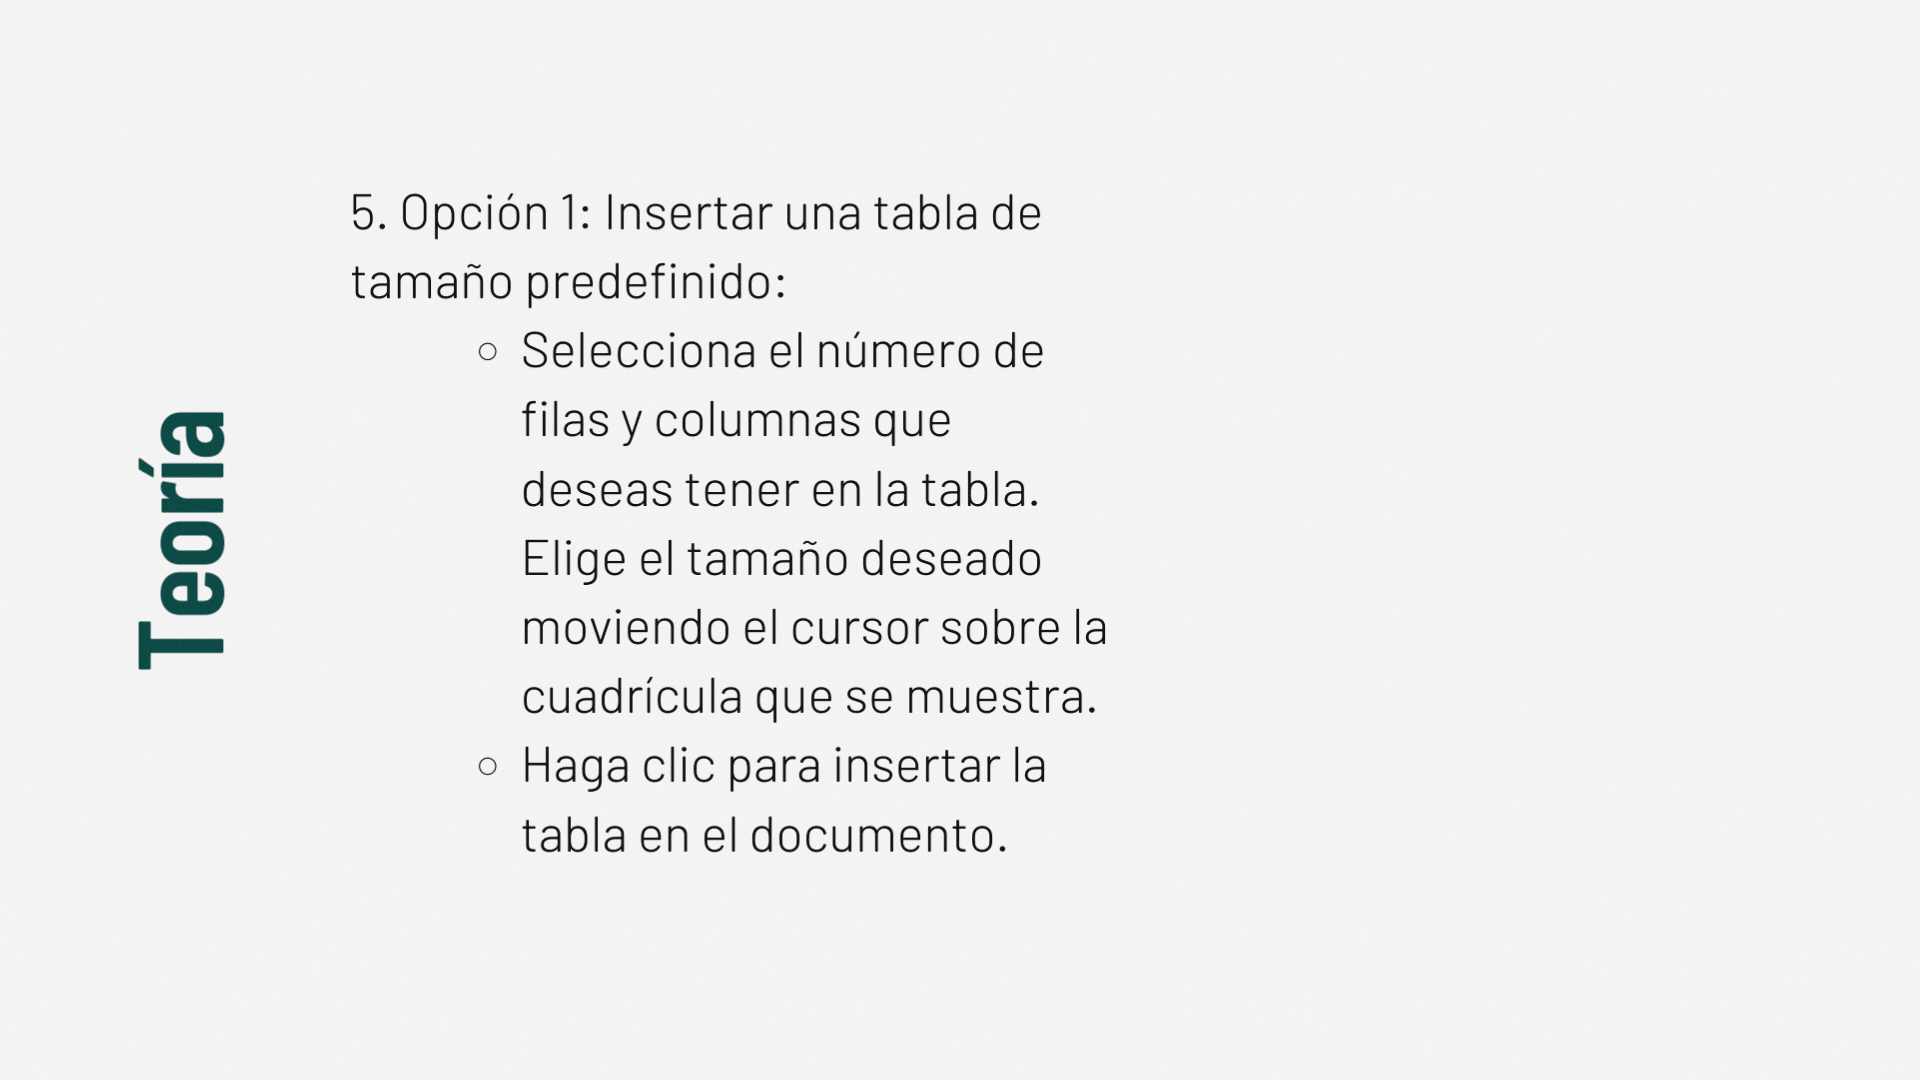 Teoría
5. Opción 1: Insertar una tabla de
tamaño predefinido:
○ Selecciona el número de
filas y columnas que
deseas tener en la tabla.
Elige el tamaño deseado
moviendo el cursor sobre la
cuadrícula que se muestra.
○ Haga clic para insertar la
tabla en el documento.